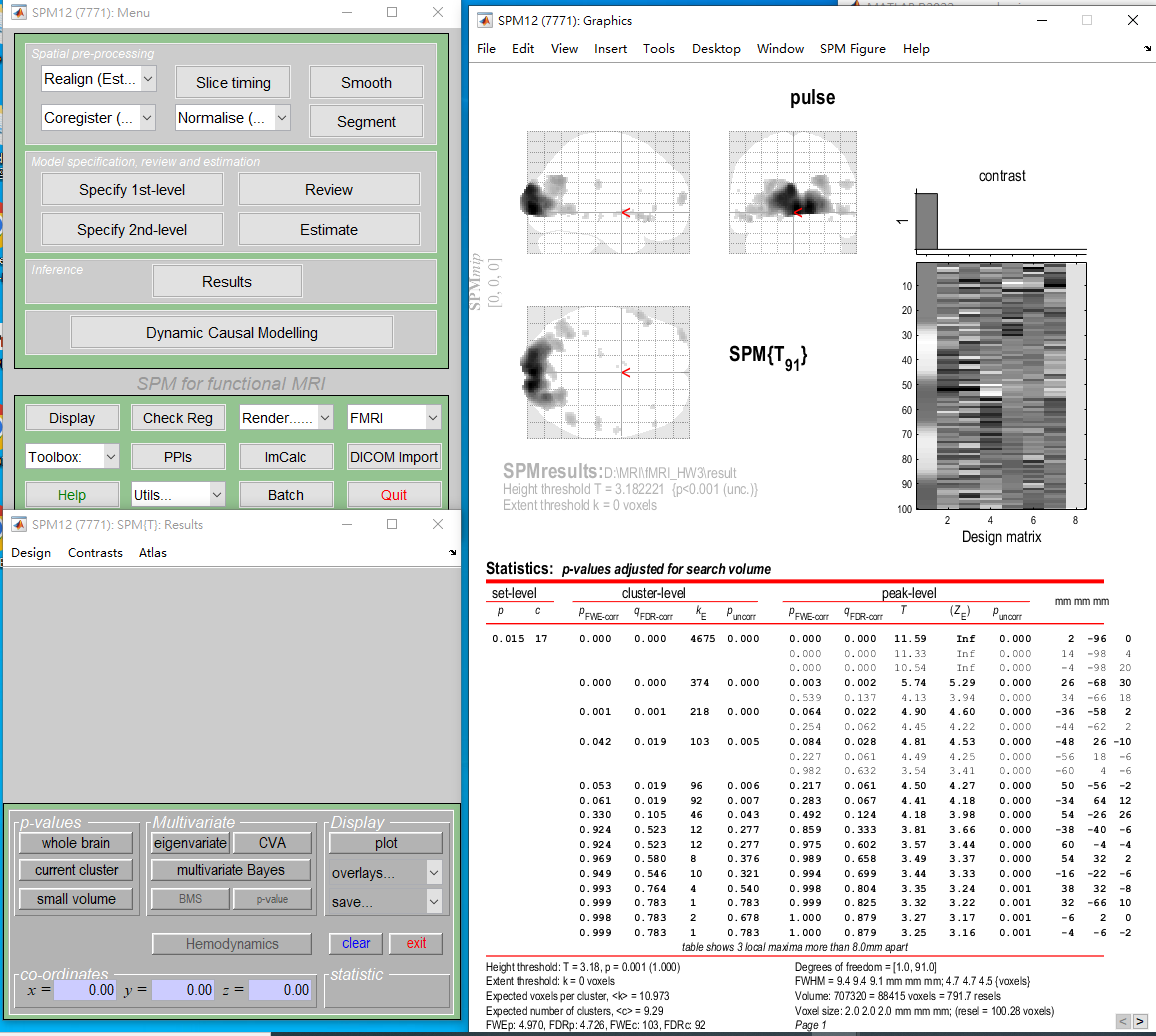 SPM12 (7771): Menu
Spatial pre-processing
Realign (Est...
Slice timing
Smooth
Coregister (...
Normalise (...
Segment
Model specification, review and estimation
Specify 1st-level
Review
Specify 2nd-level
Estimate
Inference
Results
Dynamic Causal Modelling
SPM for functional MRI
Display
Check Reg
Render......
FMRI
Toolbox:
PPIs
ImCalc
DICOM Import
Help
Utils...
Batch
Quit
SPM12 (7771): SPM{T}: Results
Design Contrasts Atlas
p-values
whole brain
current cluster
small volume
Multivariate
eigenvariate
CVA
multivariate Bayes
BMS
p-value
Display
plot
overlays...
save...
Hemodynamics
clear
exit
co-ordinates
x = 0.00 y = 0.00 z = 0.00
statistic
SPM12 (7771): Graphics
File Edit View Insert Tools Desktop Window SPM Figure Help
pulse
SPMmip
[0, 0, 0]
<
<
<
SPM{T91}
contrast
1
10
20
30
40
50
60
70
80
90
100
2 4 6 8
Design matrix
SPMresults: D:\MRI\fMRI_HW3\result
Height threshold T = 3.182221 {p<0.001 (unc.)}
Extent threshold k = 0 voxels
Statistics: p-values adjusted for search volume
set-level cluster-level peak-level mm mm mm
p c pFWE-corr qFDR-corr kE puncorr pFWE-corr qFDR-corr T (ZE) puncorr
0.015 17 0.000 0.000 4675 0.000 0.000 0.000 11.59 Inf 0.000 2 -96 0
0.000 0.000 11.33 Inf 0.000 14 -98 4
0.000 0.000 10.54 Inf 0.000 -4 -98 20
0.000 0.000 374 0.000 0.003 0.002 5.74 5.29 0.000 26 -68 30
0.539 0.137 4.13 3.94 0.000 34 -66 18
0.001 0.001 218 0.000 0.064 0.022 4.90 4.60 0.000 -36 -58 2
0.254 0.062 4.45 4.22 0.000 -44 -62 2
0.042 0.019 103 0.005 0.084 0.028 4.81 4.53 0.000 -48 26 -10
0.227 0.061 4.49 4.25 0.000 -56 18 -6
0.982 0.632 3.54 3.41 0.000 -60 4 -6
0.053 0.019 96 0.006 0.217 0.061 4.50 4.27 0.000 50 -56 -2
0.061 0.019 92 0.007 0.283 0.067 4.41 4.18 0.000 -34 64 12
0.330 0.105 46 0.043 0.492 0.124 4.18 3.98 0.000 54 -26 26
0.924 0.523 12 0.277 0.859 0.333 3.81 3.66 0.000 -38 -40 -6
0.924 0.523 12 0.277 0.975 0.602 3.57 3.44 0.000 60 -4 -4
0.969 0.580 8 0.376 0.989 0.658 3.49 3.37 0.000 54 32 2
0.949 0.546 10 0.321 0.994 0.699 3.44 3.33 0.000 -16 -22 -6
0.993 0.764 4 0.540 0.998 0.804 3.35 3.24 0.001 38 32 -8
0.999 0.783 1 0.783 0.999 0.825 3.32 3.22 0.001 32 -66 10
0.998 0.783 2 0.678 1.000 0.879 3.27 3.17 0.001 -6 2 0
0.999 0.783 1 0.783 1.000 0.879 3.25 3.16 0.001 -4 -6 -2
table shows 3 local maxima more than 8.0mm apart
Height threshold: T = 3.18, p = 0.001 (1.000)
Extent threshold: k = 0 voxels
Expected voxels per cluster, <k> = 10.973
Expected number of clusters, <c> = 9.29
FWEp: 4.970, FDRp: 4.726, FWEc: 103, FDRc: 92
Degrees of freedom = [1.0, 91.0]
FWHM = 9.4 9.4 9.1 mm mm mm; 4.7 4.7 4.5 {voxels}
Volume: 707320 = 88415 voxels = 791.7 resels
Voxel size: 2.0 2.0 2.0 mm mm mm; (resel = 100.28 voxels)
Page 1
< >